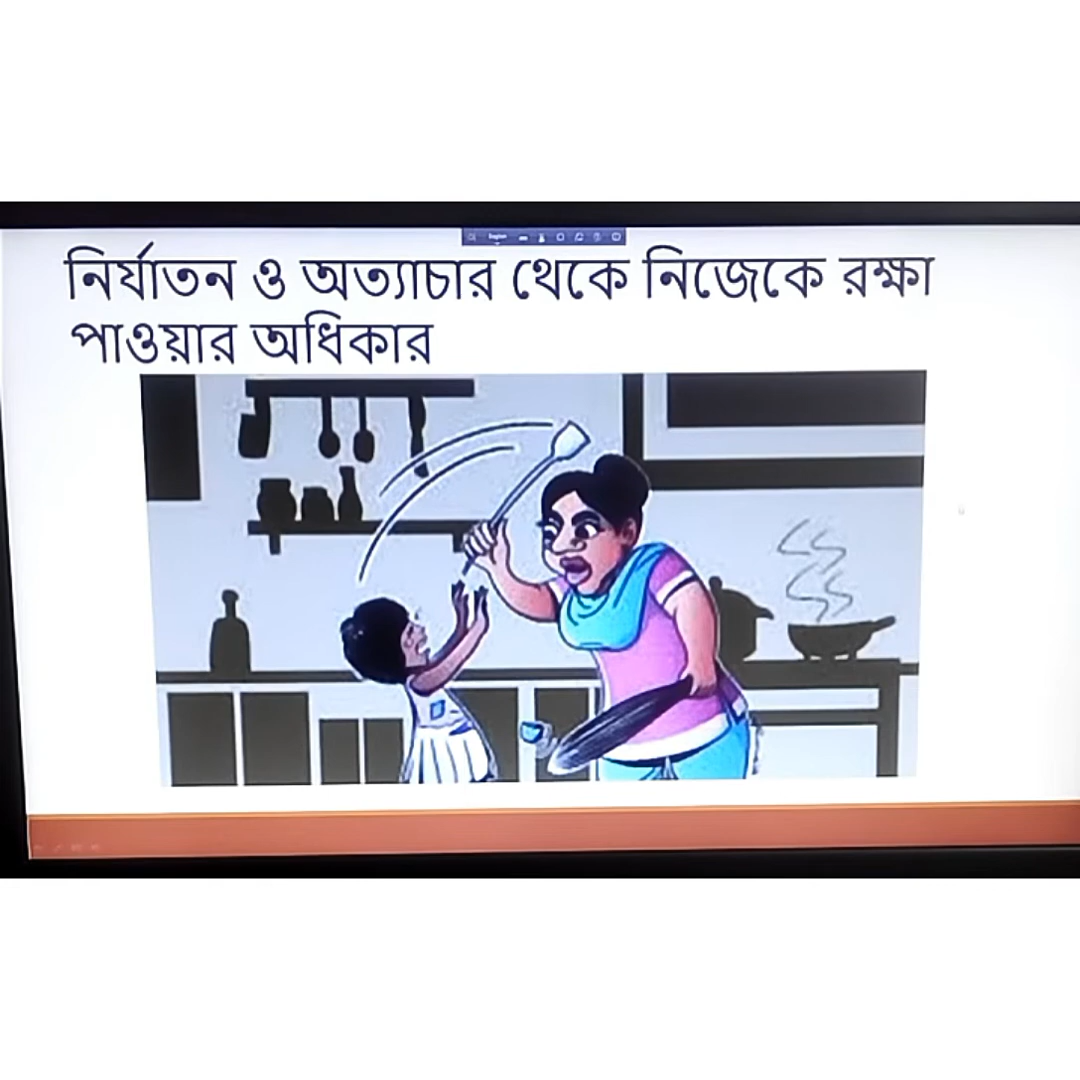 নির্যাতন ও অত্যাচার থেকে নিজেকে রক্ষা
পাওয়ার অধিকার